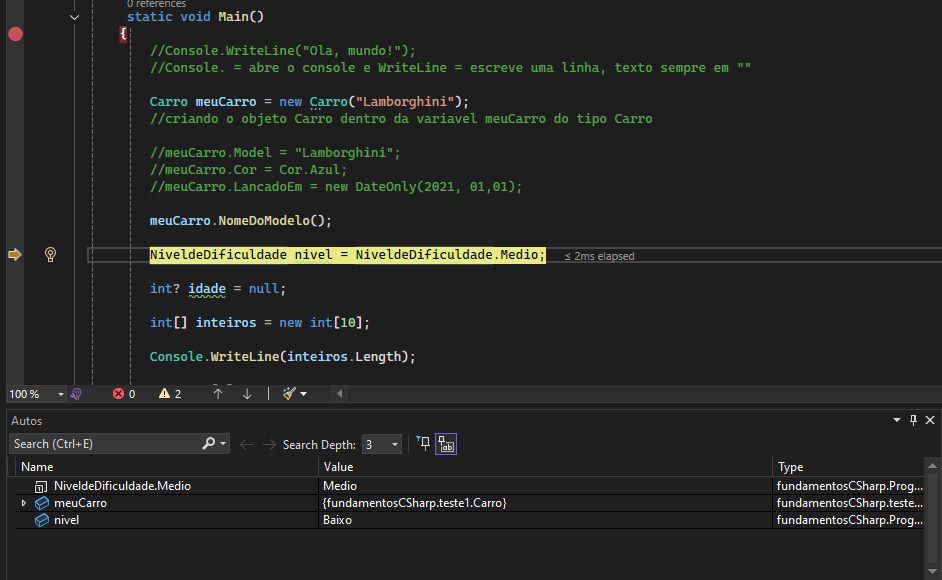 0 references
static void Main()
{
//Console.WriteLine("Ola, mundo!");
//Console. = abre o console e WriteLine = escreve uma linha, texto sempre em ""
Carro meuCarro = new Carro("Lamborghini");
//criando o objeto Carro dentro da variavel meuCarro do tipo Carro
//meuCarro.Model = "Lamborghini";
//meuCarro.Cor = Cor.Azul;
//meuCarro.LancadoEm = new DateOnly(2021, 01,01);
meuCarro.NomeDoModelo();
NiveldeDificuldade nivel = NiveldeDificuldade.Medio; ≤ 2ms elapsed
int? idade = null;
int[] inteiros = new int[10];
Console.WriteLine(inteiros.Length);
100 % 0 2
Autos
Search (Ctrl+E) Search Depth: 3
Name Value Type
NiveldeDificuldade.Medio Medio fundamentosCSharp.Prog...
meuCarro {fundamentosCSharp.teste1.Carro} fundamentosCSharp.teste...
nivel Baixo fundamentosCSharp.Prog...